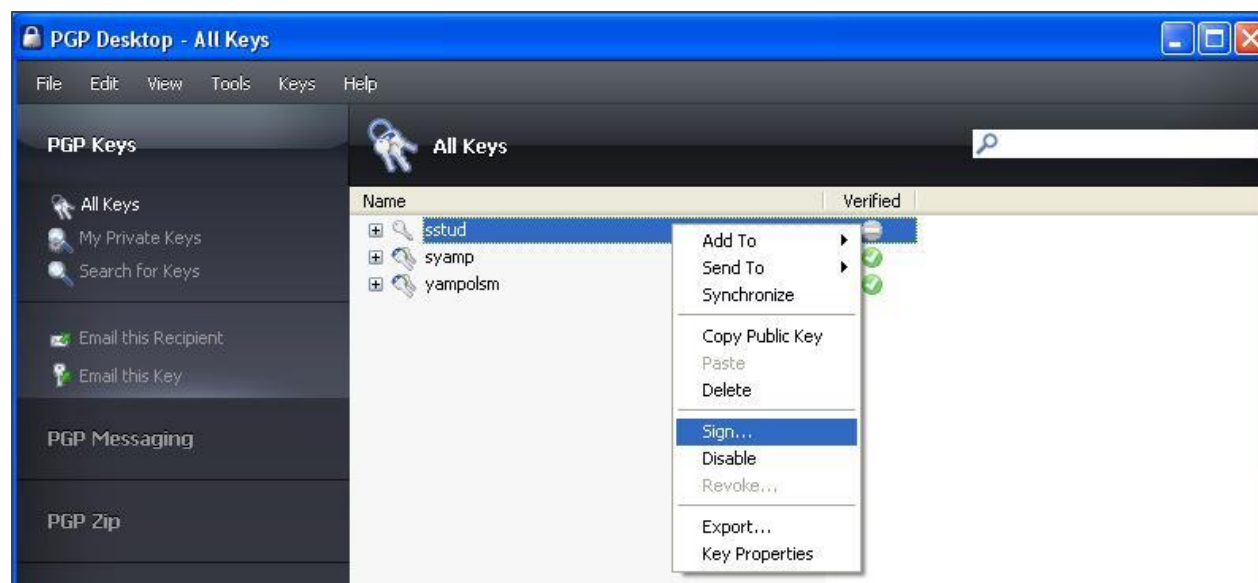 PGP Desktop - All Keys
File Edit View Tools Keys Help
PGP Keys
All Keys
My Private Keys
Search for Keys
Email this Recipient
Email this Key
PGP Messaging
PGP Zip
All Keys
Name Verified
sstud
syamp
yampolsm
Add To
Send To
Synchronize
Copy Public Key
Paste
Delete
Sign...
Disable
Revoke...
Export...
Key Properties